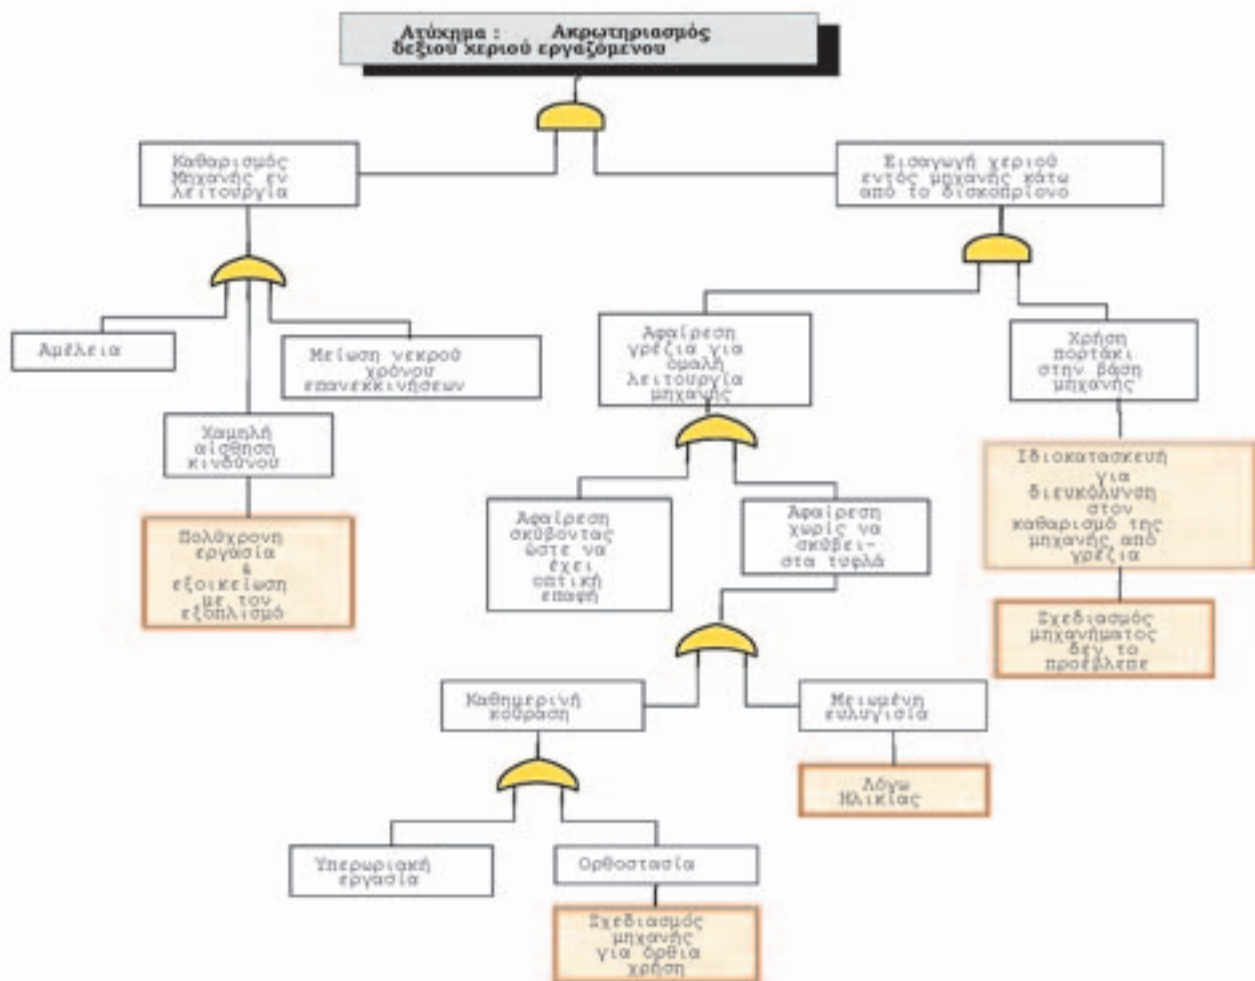 Ατύχημα : Ακρωτηριασμός
δεξιού χεριού εργαζόμενου
Καθαρισμός
Μηχανής εν
λειτουργία
Εισαγωγή χεριού
εντός μηχανής κάτω
από το δισκοπρίονο
Αμέλεια
Μείωση νεκρού
χρόνου
επανεκκινήσεων
Χαμηλή
αίσθηση
κινδύνου
Πολύχρονη
εργασία
&
εξοικείωση
με τον
εξοπλισμό
Αφαίρεση
γρέζια για
ομαλή
λειτουργία
μηχανής
Χρήση
πορτάκι
στην βάση
μηχανής
Ιδιοκατασκευή
για
διευκόλυνση
στον
καθαρισμό της
μηχανής από
γρέζια
Σχεδιασμός
μηχανήματος
δεν το
προέβλεπε
Αφαίρεση
σκύβοντας
ώστε να
έχει
οπτική
επαφή
Αφαίρεση
χωρίς να
σκύβει-
στα τυφλά
Καθημερινή
κούραση
Μειωμένη
ευλυγισία
Λόγω
Ηλικίας
Υπερωριακή
εργασία
Ορθοστασία
Σχεδιασμός
μηχανής
για όρθια
χρήση